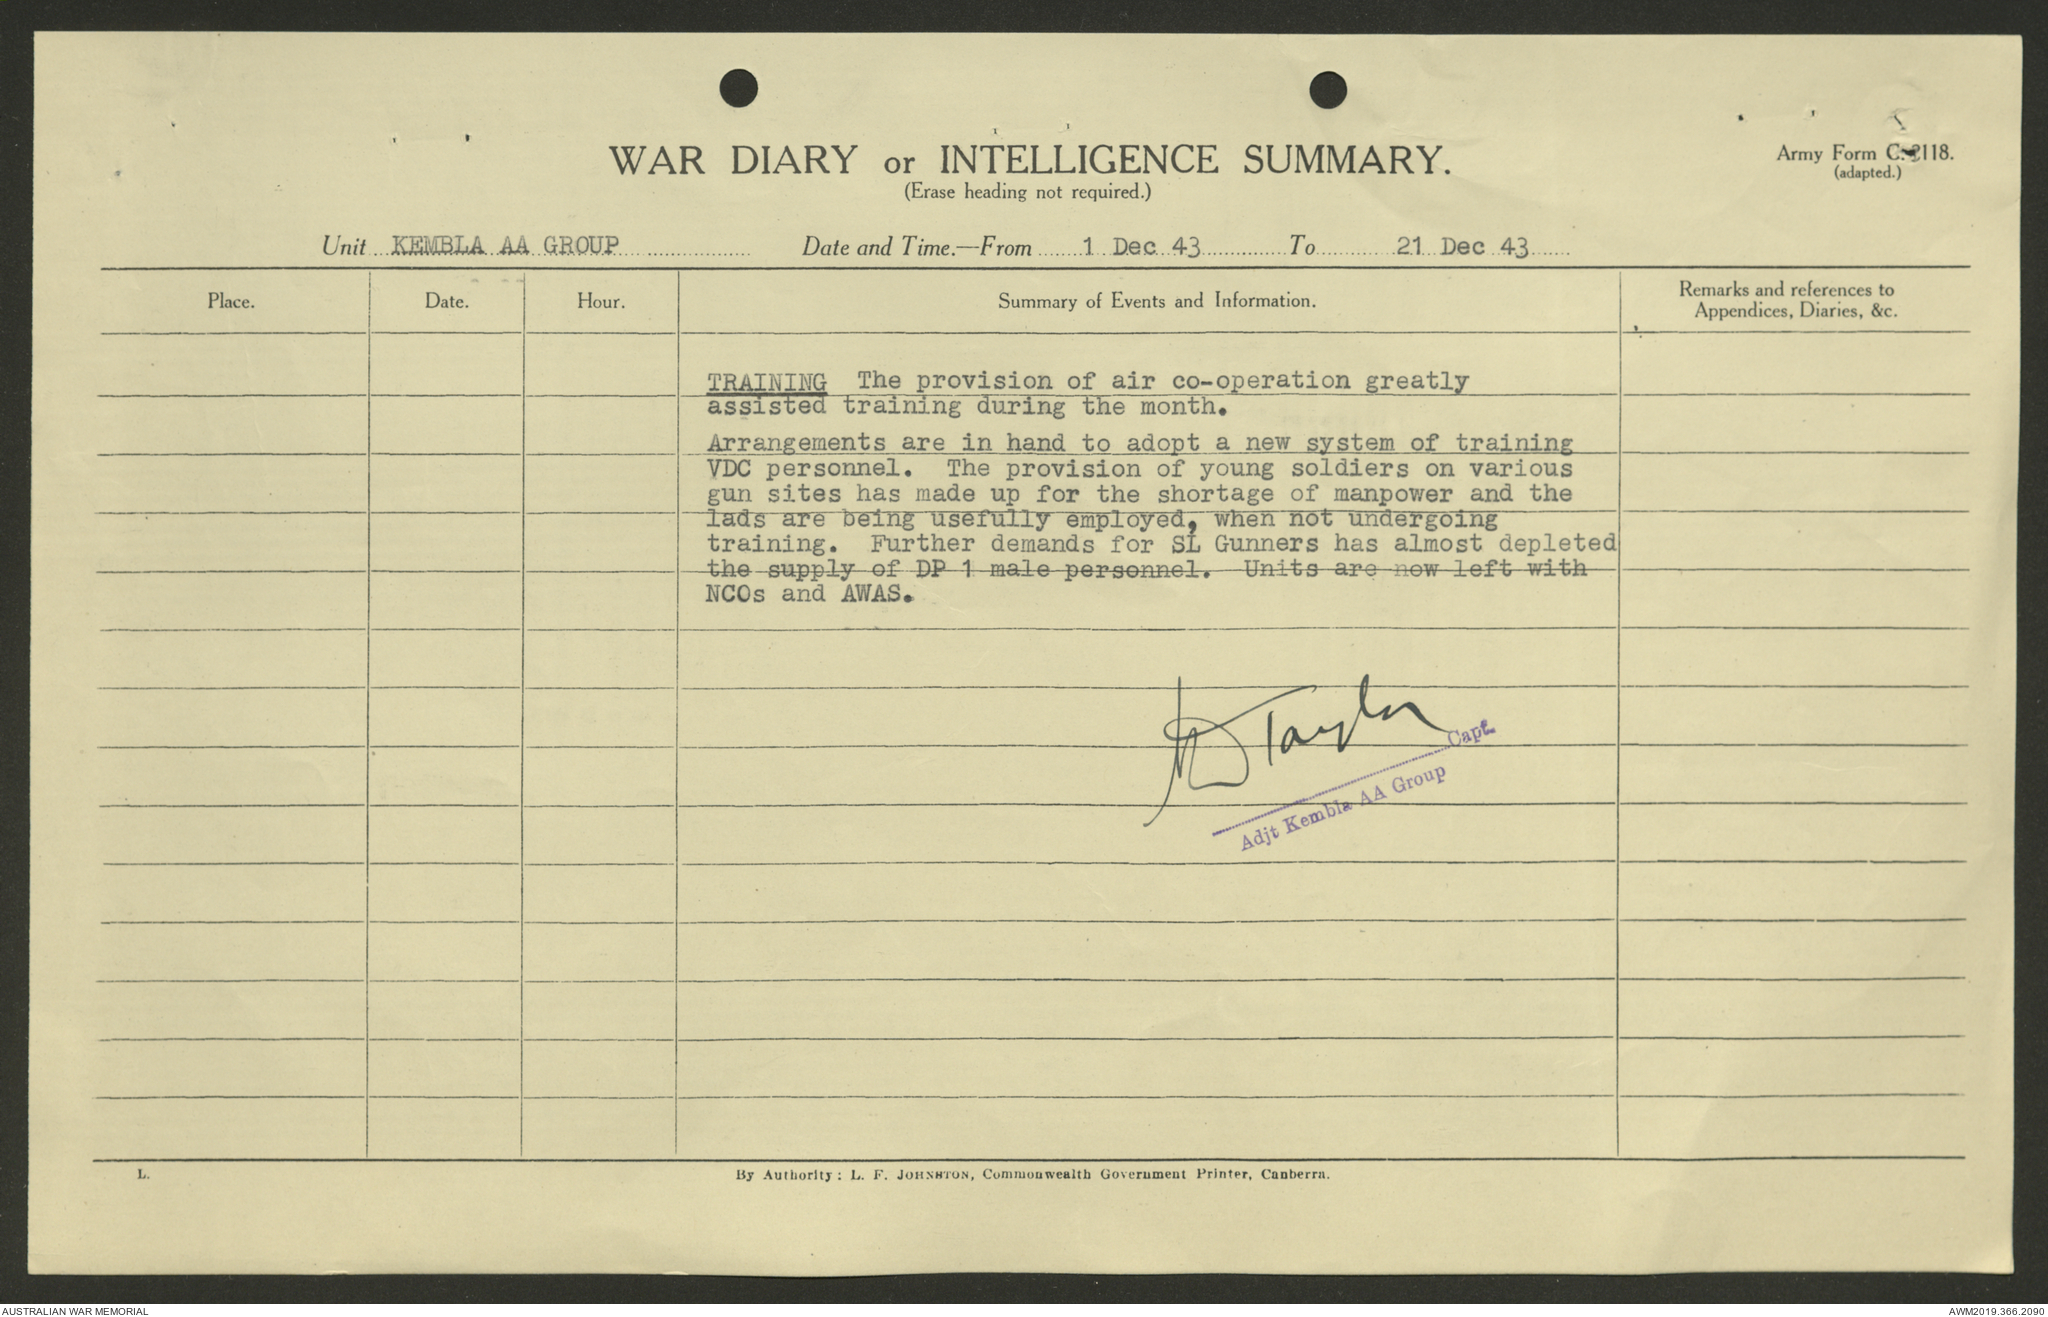 WAR DIARY or INTELLIGENCE SUMMARY.
(Erase heading not required.)
Army Form C. 2118.
(adapted.)
Unit KEMBLA AA GROUP Date and Time.—From 1 Dec 43 To 21 Dec 43
Place. Date. Hour. Summary of Events and Information. Remarks and references to
Appendices, Diaries, &c.
TRAINING The provision of air co-operation greatly
assisted training during the month.
Arrangements are in hand to adopt a new system of training
VDC personnel. The provision of young soldiers on various
gun sites has made up for the shortage of manpower and the
lads are being usefully employed, when not undergoing
training. Further demands for SL Gunners has almost depleted
the supply of DP 1 male personnel. Units are now left with
NCOs and AWAS.
Taylor
Capt.
Adjt Kembla AA Group
L. By Authority: L. F. JOHNSTON, Commonwealth Government Printer, Canberra.
AUSTRALIAN WAR MEMORIAL AWM2019.366.2090